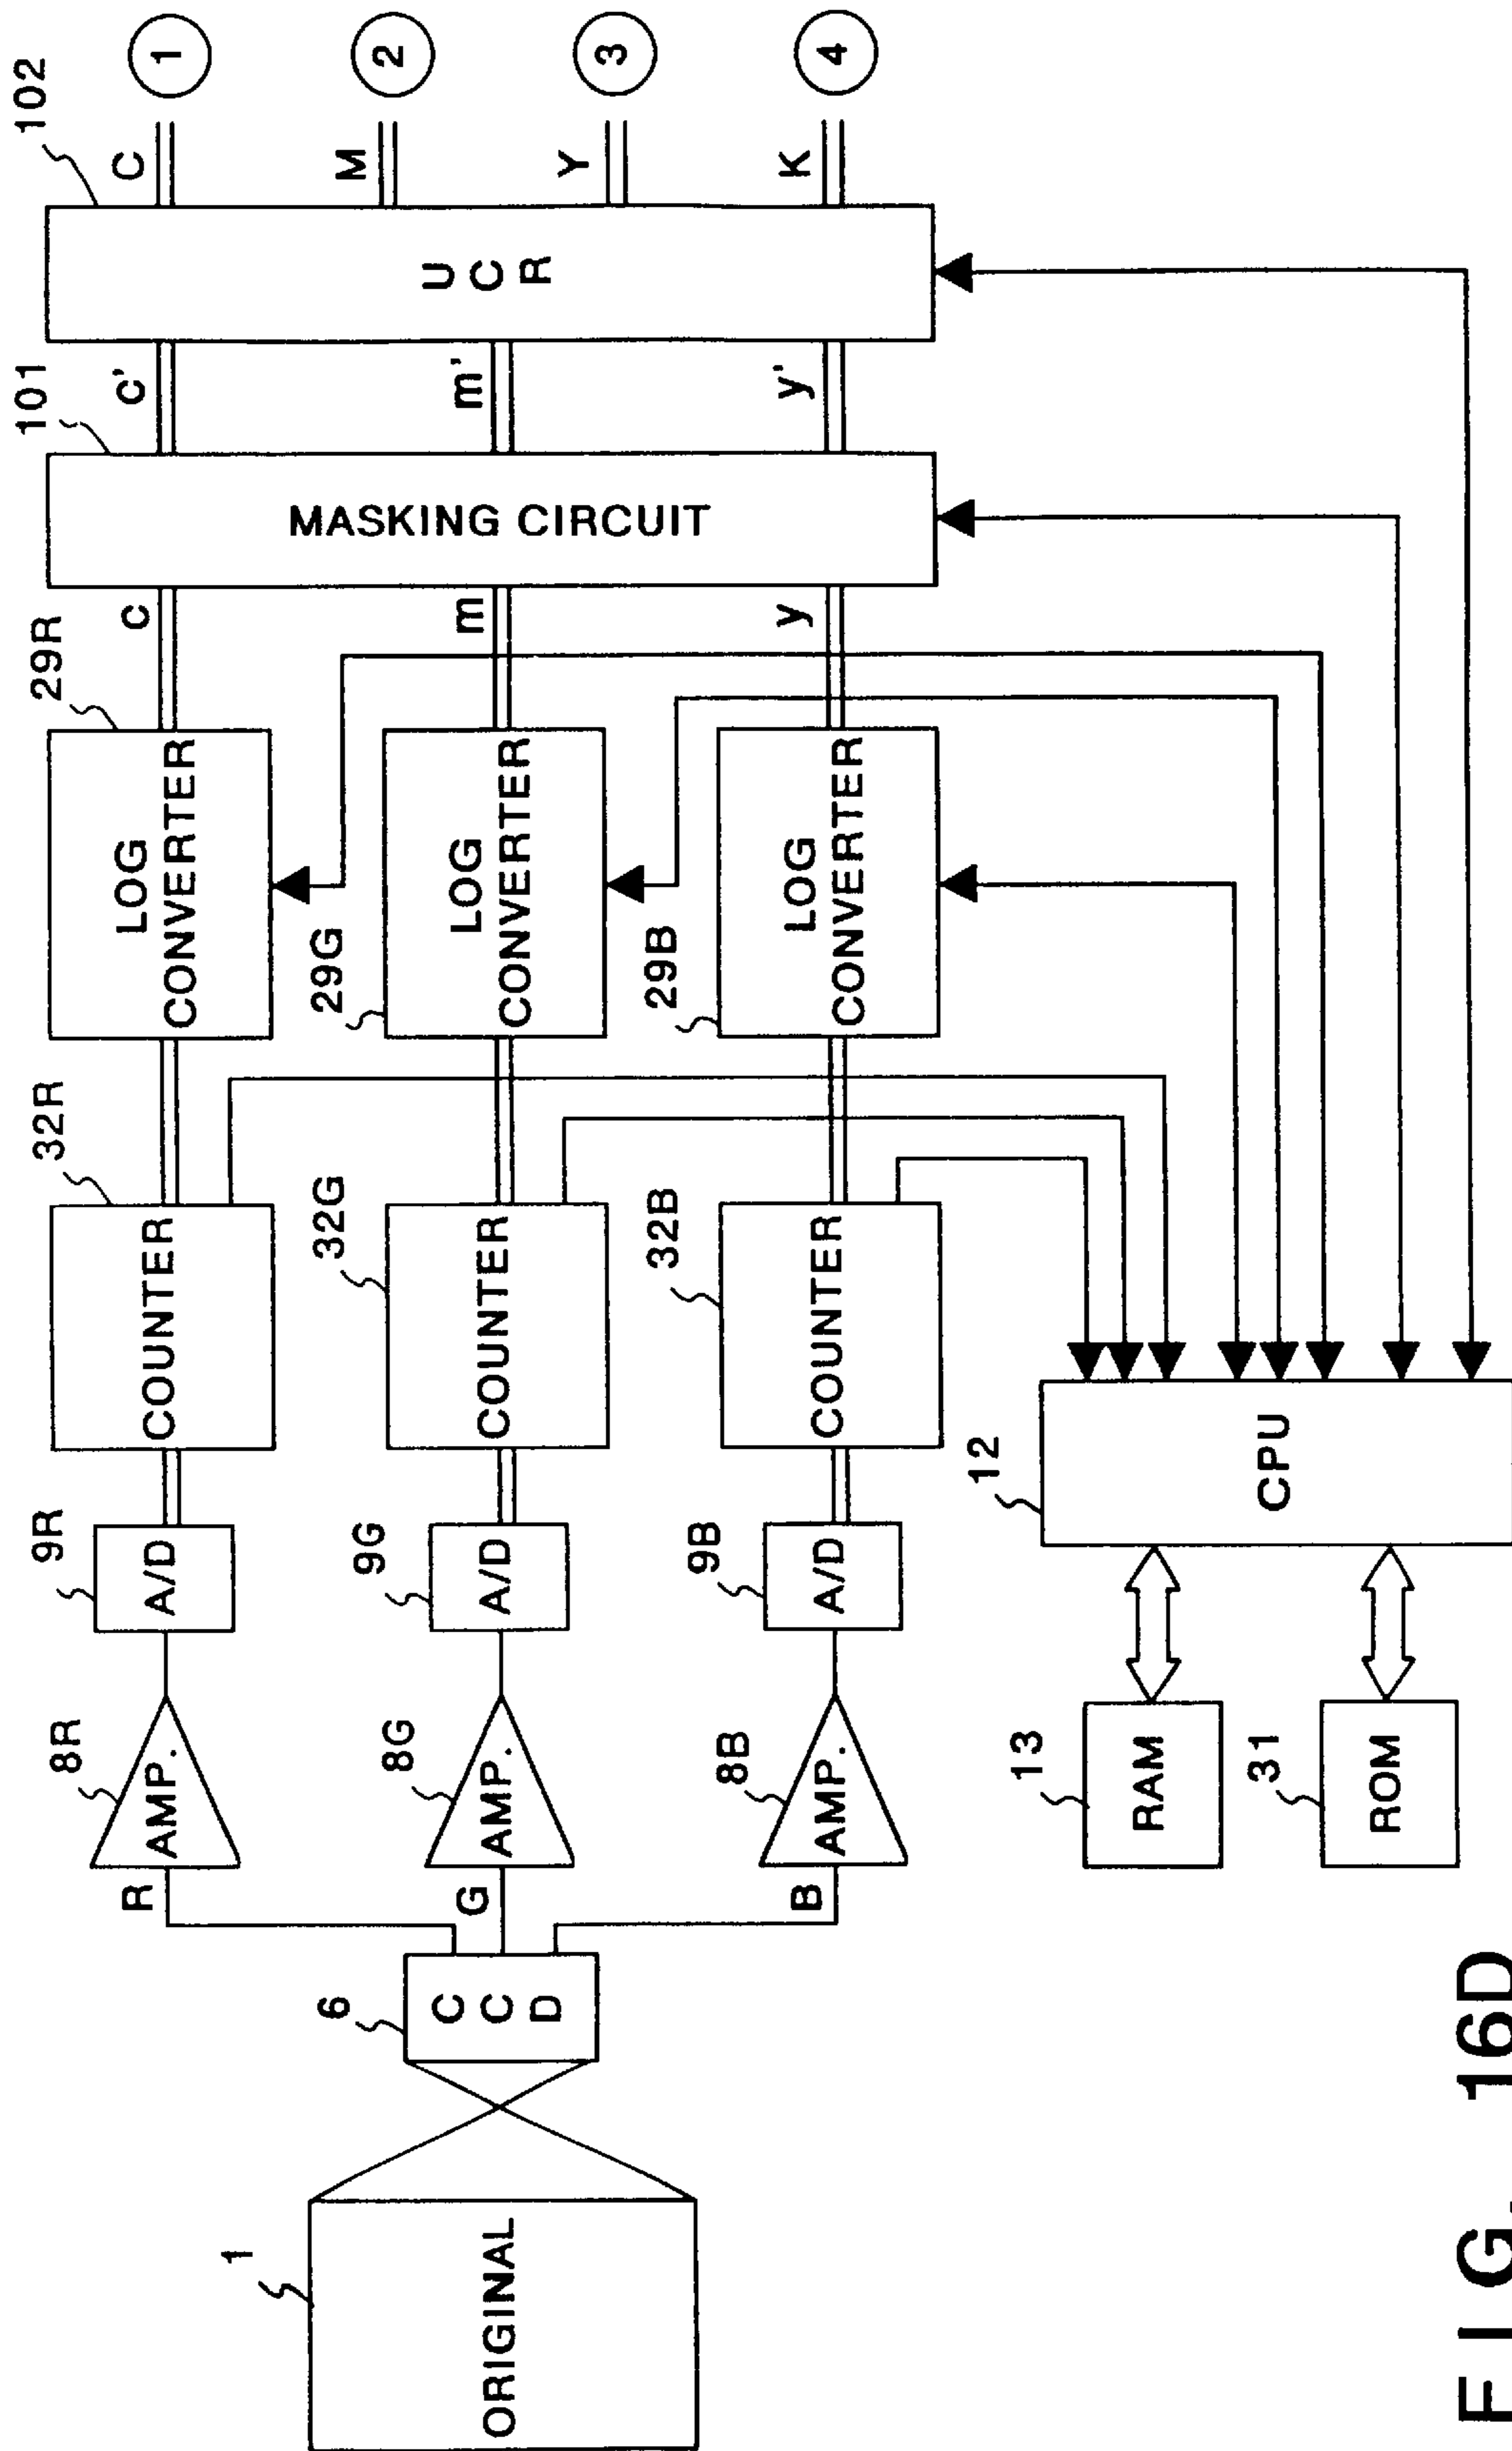 1
ORIGINAL
6
C
C
D
R
G
B
8R
AMP.
8G
AMP.
8B
AMP.
9R
A/D
9G
A/D
9B
A/D
32R
COUNTER
32G
COUNTER
32B
COUNTER
29R
LOG
CONVERTER
29G
LOG
CONVERTER
29B
LOG
CONVERTER
c
m
y
101
MASKING CIRCUIT
c'
m'
y'
102
U
C
R
C
M
Y
K
1
2
3
4
12
CPU
13
RAM
31
ROM
FIG. 16D